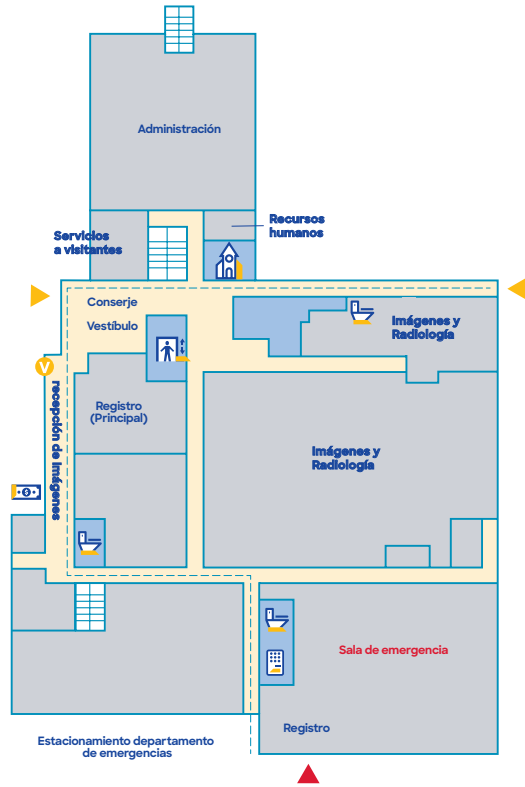 Administración
Recursos
humanos
Servicios
a visitantes
Conserje
Vestíbulo
Imágenes y
Radiología
V
recepción de Imágenes
Registro
(Principal)
Imágenes y
Radiología
$
Sala de emergencia
Registro
Estacionamiento departamento
de emergencias